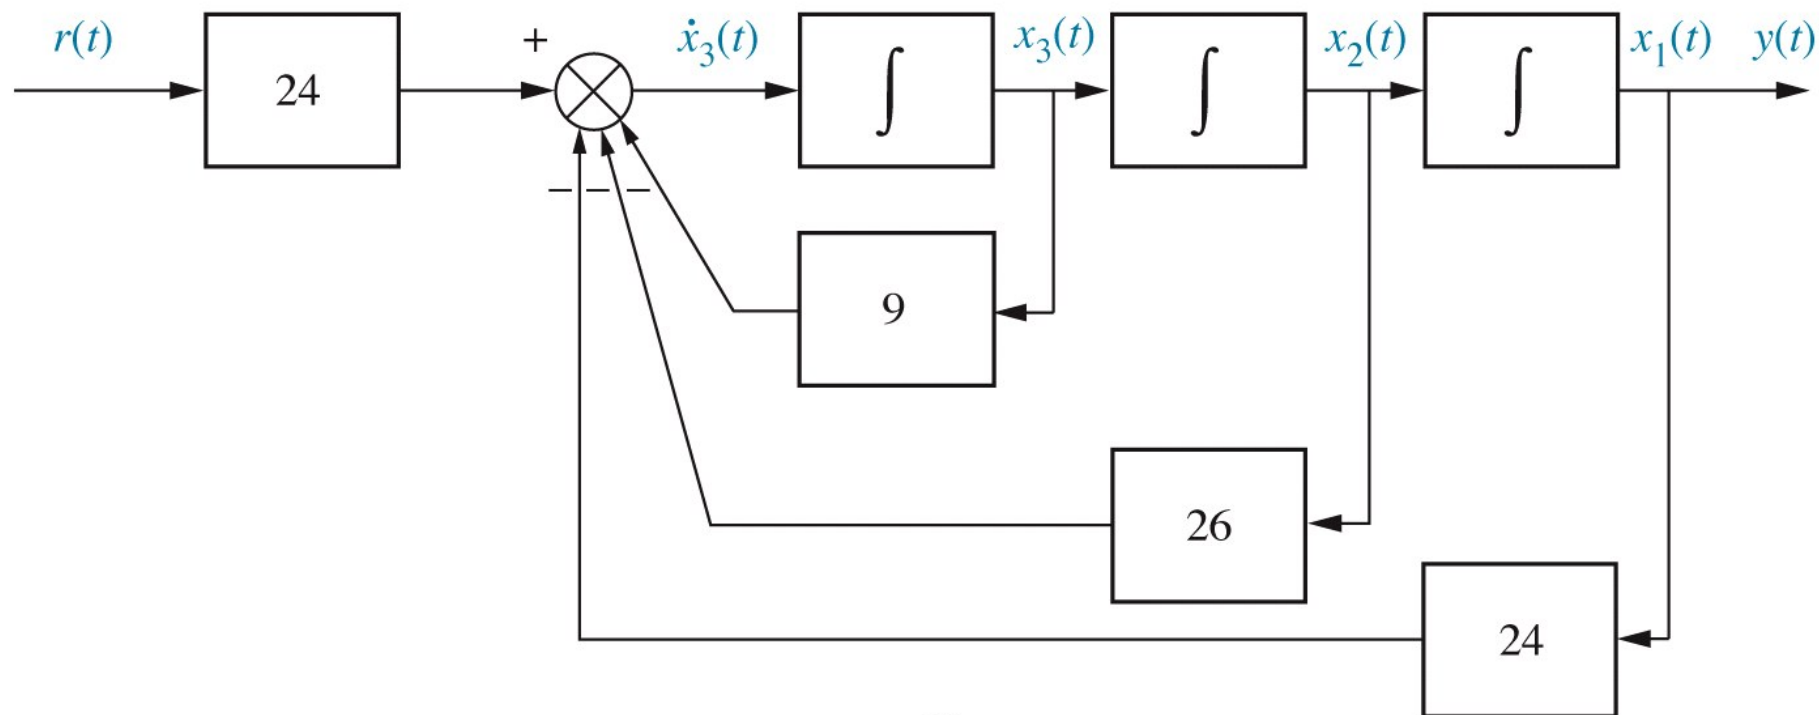 r(t)
24
+
ẋ₃(t)
∫
x₃(t)
∫
x₂(t)
∫
x₁(t)
y(t)
− − −
9
26
24